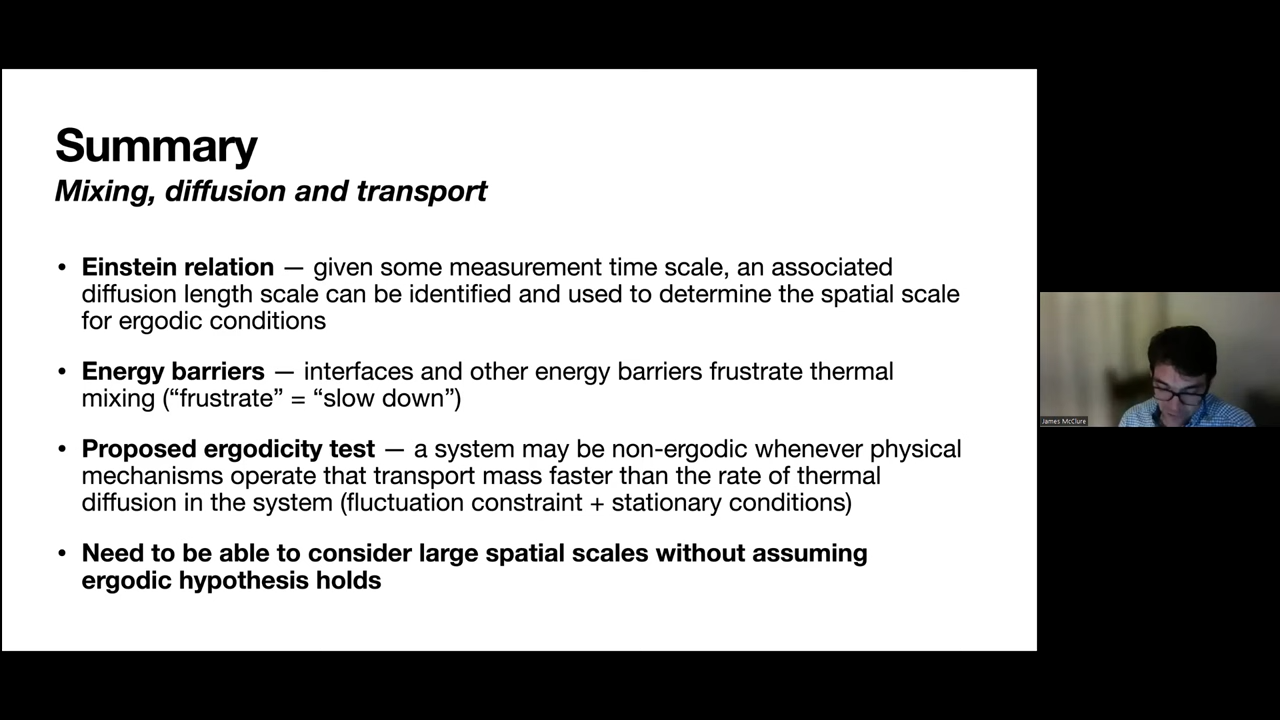 Summary
Mixing, diffusion and transport
• Einstein relation — given some measurement time scale, an associated
diffusion length scale can be identified and used to determine the spatial scale
for ergodic conditions
• Energy barriers — interfaces and other energy barriers frustrate thermal
mixing (“frustrate” = “slow down”)
• Proposed ergodicity test — a system may be non-ergodic whenever physical
mechanisms operate that transport mass faster than the rate of thermal
diffusion in the system (fluctuation constraint + stationary conditions)
• Need to be able to consider large spatial scales without assuming
ergodic hypothesis holds
James McClure